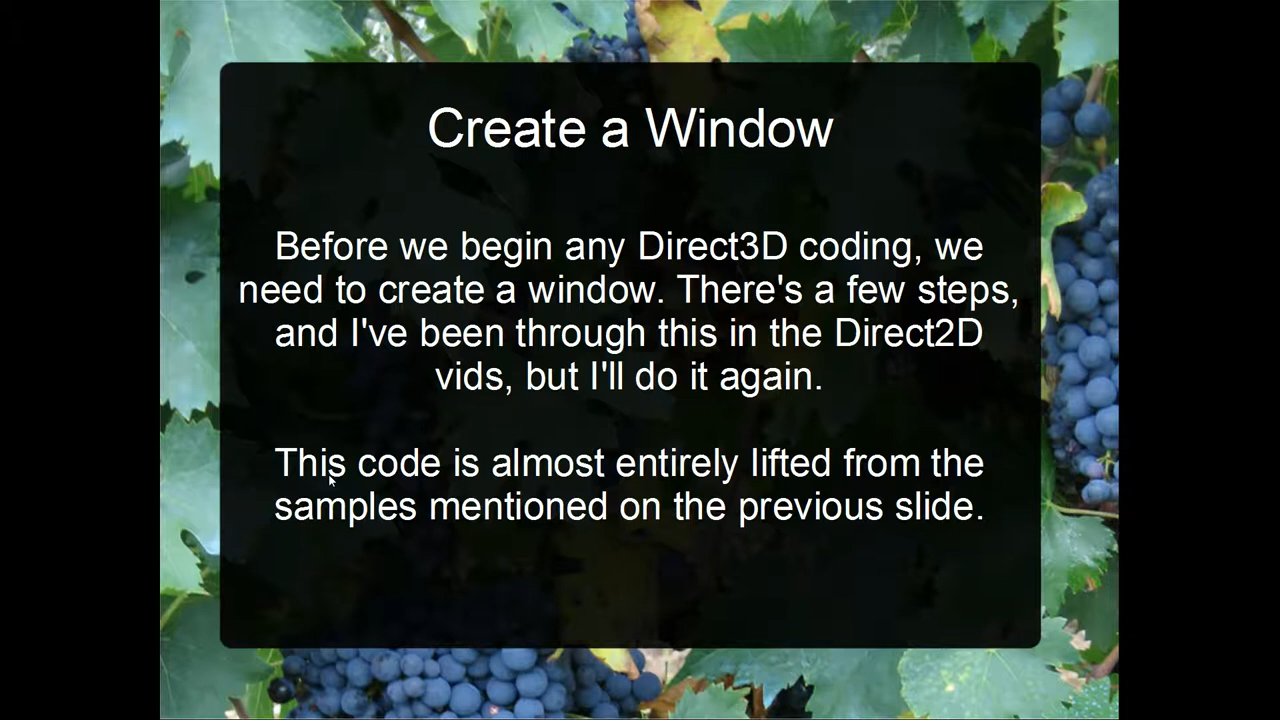 Create a Window
Before we begin any Direct3D coding, we
need to create a window. There's a few steps,
and I've been through this in the Direct2D
vids, but I'll do it again.
This code is almost entirely lifted from the
samples mentioned on the previous slide.